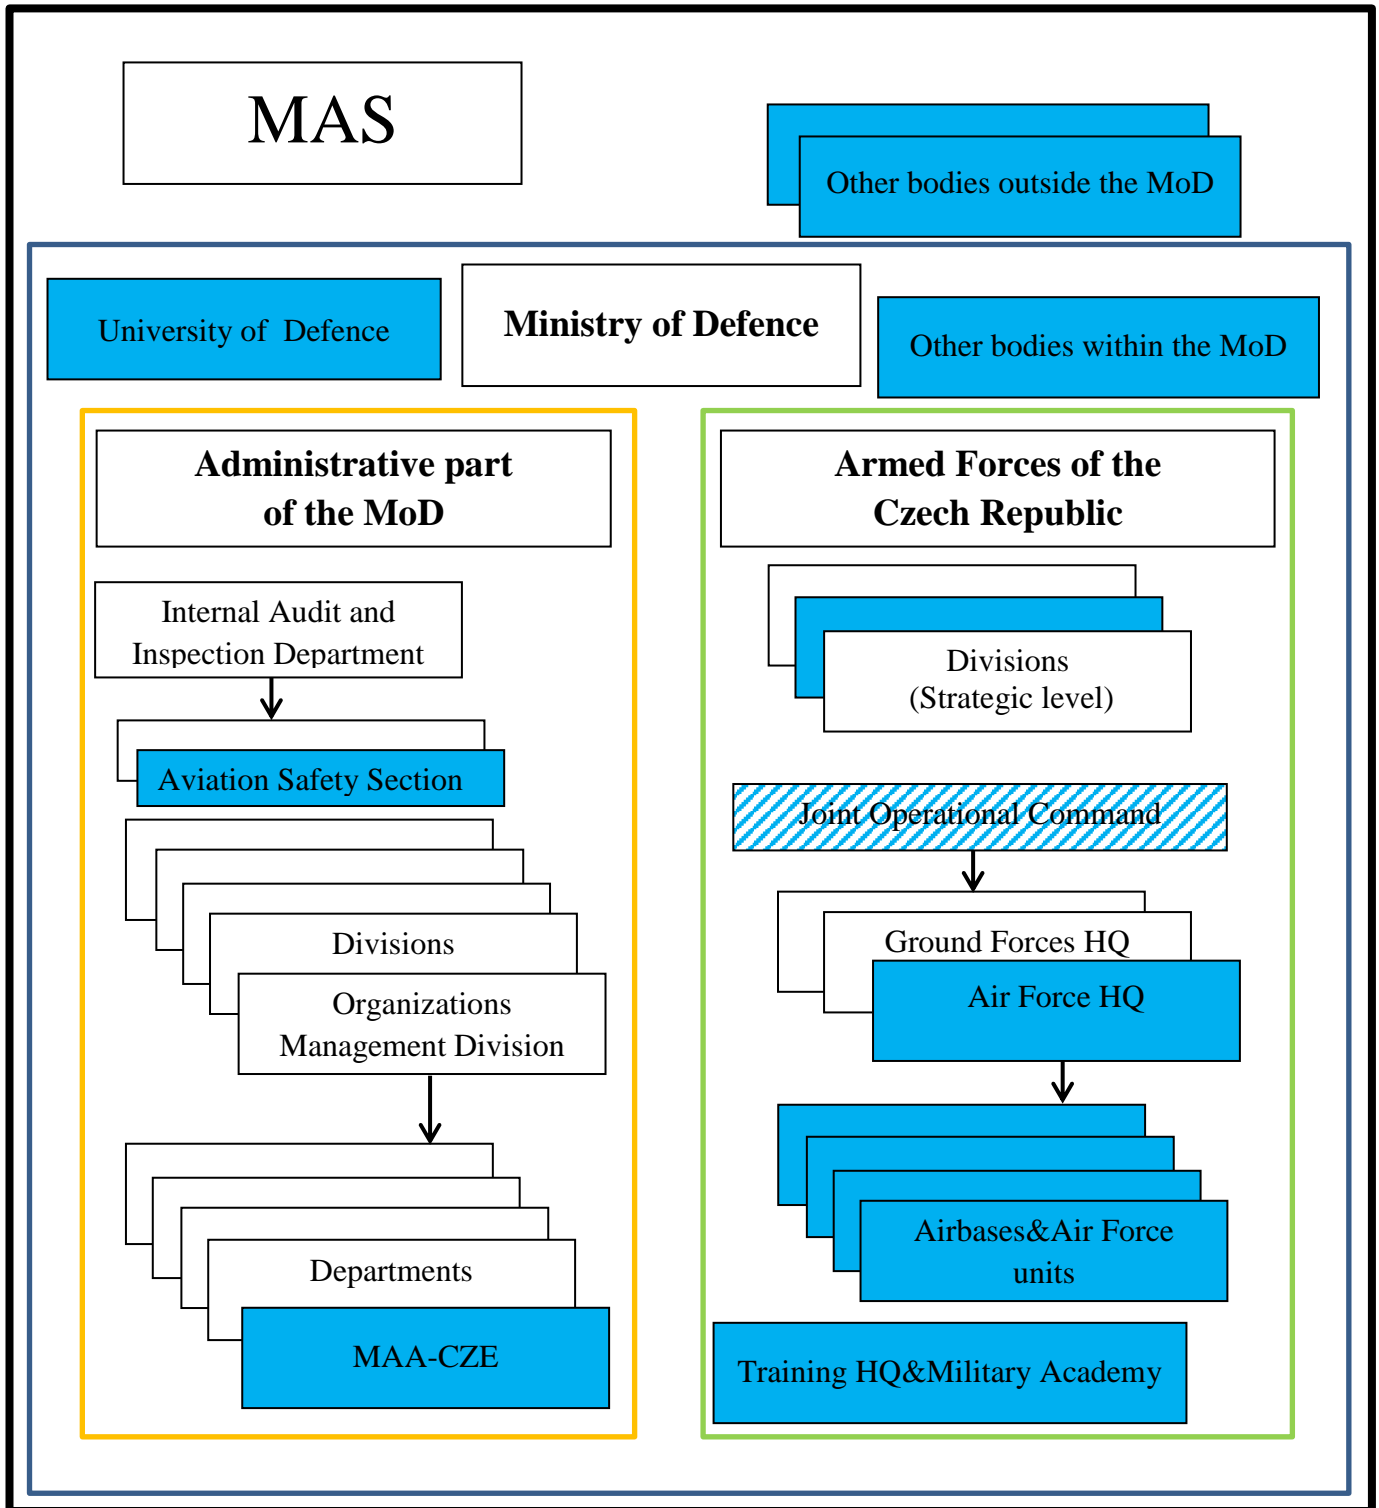 MAS
Other bodies outside the MoD
University of  Defence
Ministry of Defence
Other bodies within the MoD
Administrative part
of the MoD
Internal Audit and
Inspection Department
Aviation Safety Section
Divisions
Organizations
Management Division
Departments
MAA-CZE
Armed Forces of the
Czech Republic
Divisions
(Strategic level)
Joint Operational Command
Ground Forces HQ
Air Force HQ
Airbases&Air Force
units
Training HQ&Military Academy